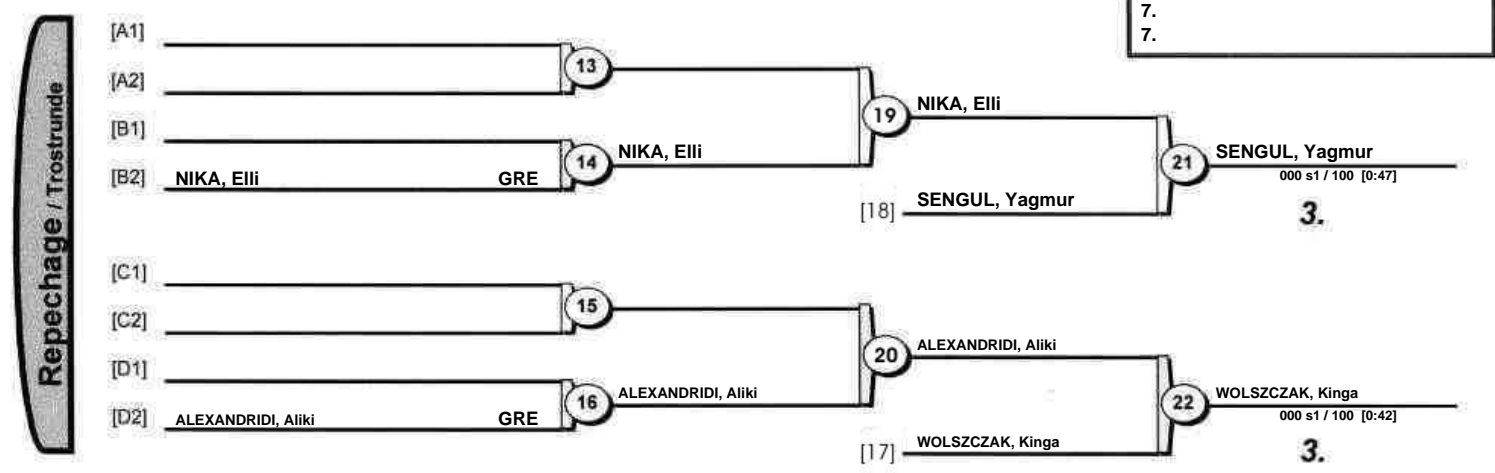 7.
7.
Repechage / Trostrunde
[A1]
13
[A2]
19
NIKA, Elli
[B1]
14
NIKA, Elli
21
SENGUL, Yagmur
[B2]
NIKA, Elli
GRE
000 s1 / 100 [0:47]
[18]
SENGUL, Yagmur
3.
[C1]
15
[C2]
20
ALEXANDRIDI, Aliki
[D1]
16
ALEXANDRIDI, Aliki
22
WOLSZCZAK, Kinga
[D2]
ALEXANDRIDI, Aliki
GRE
000 s1 / 100 [0:42]
[17]
WOLSZCZAK, Kinga
3.